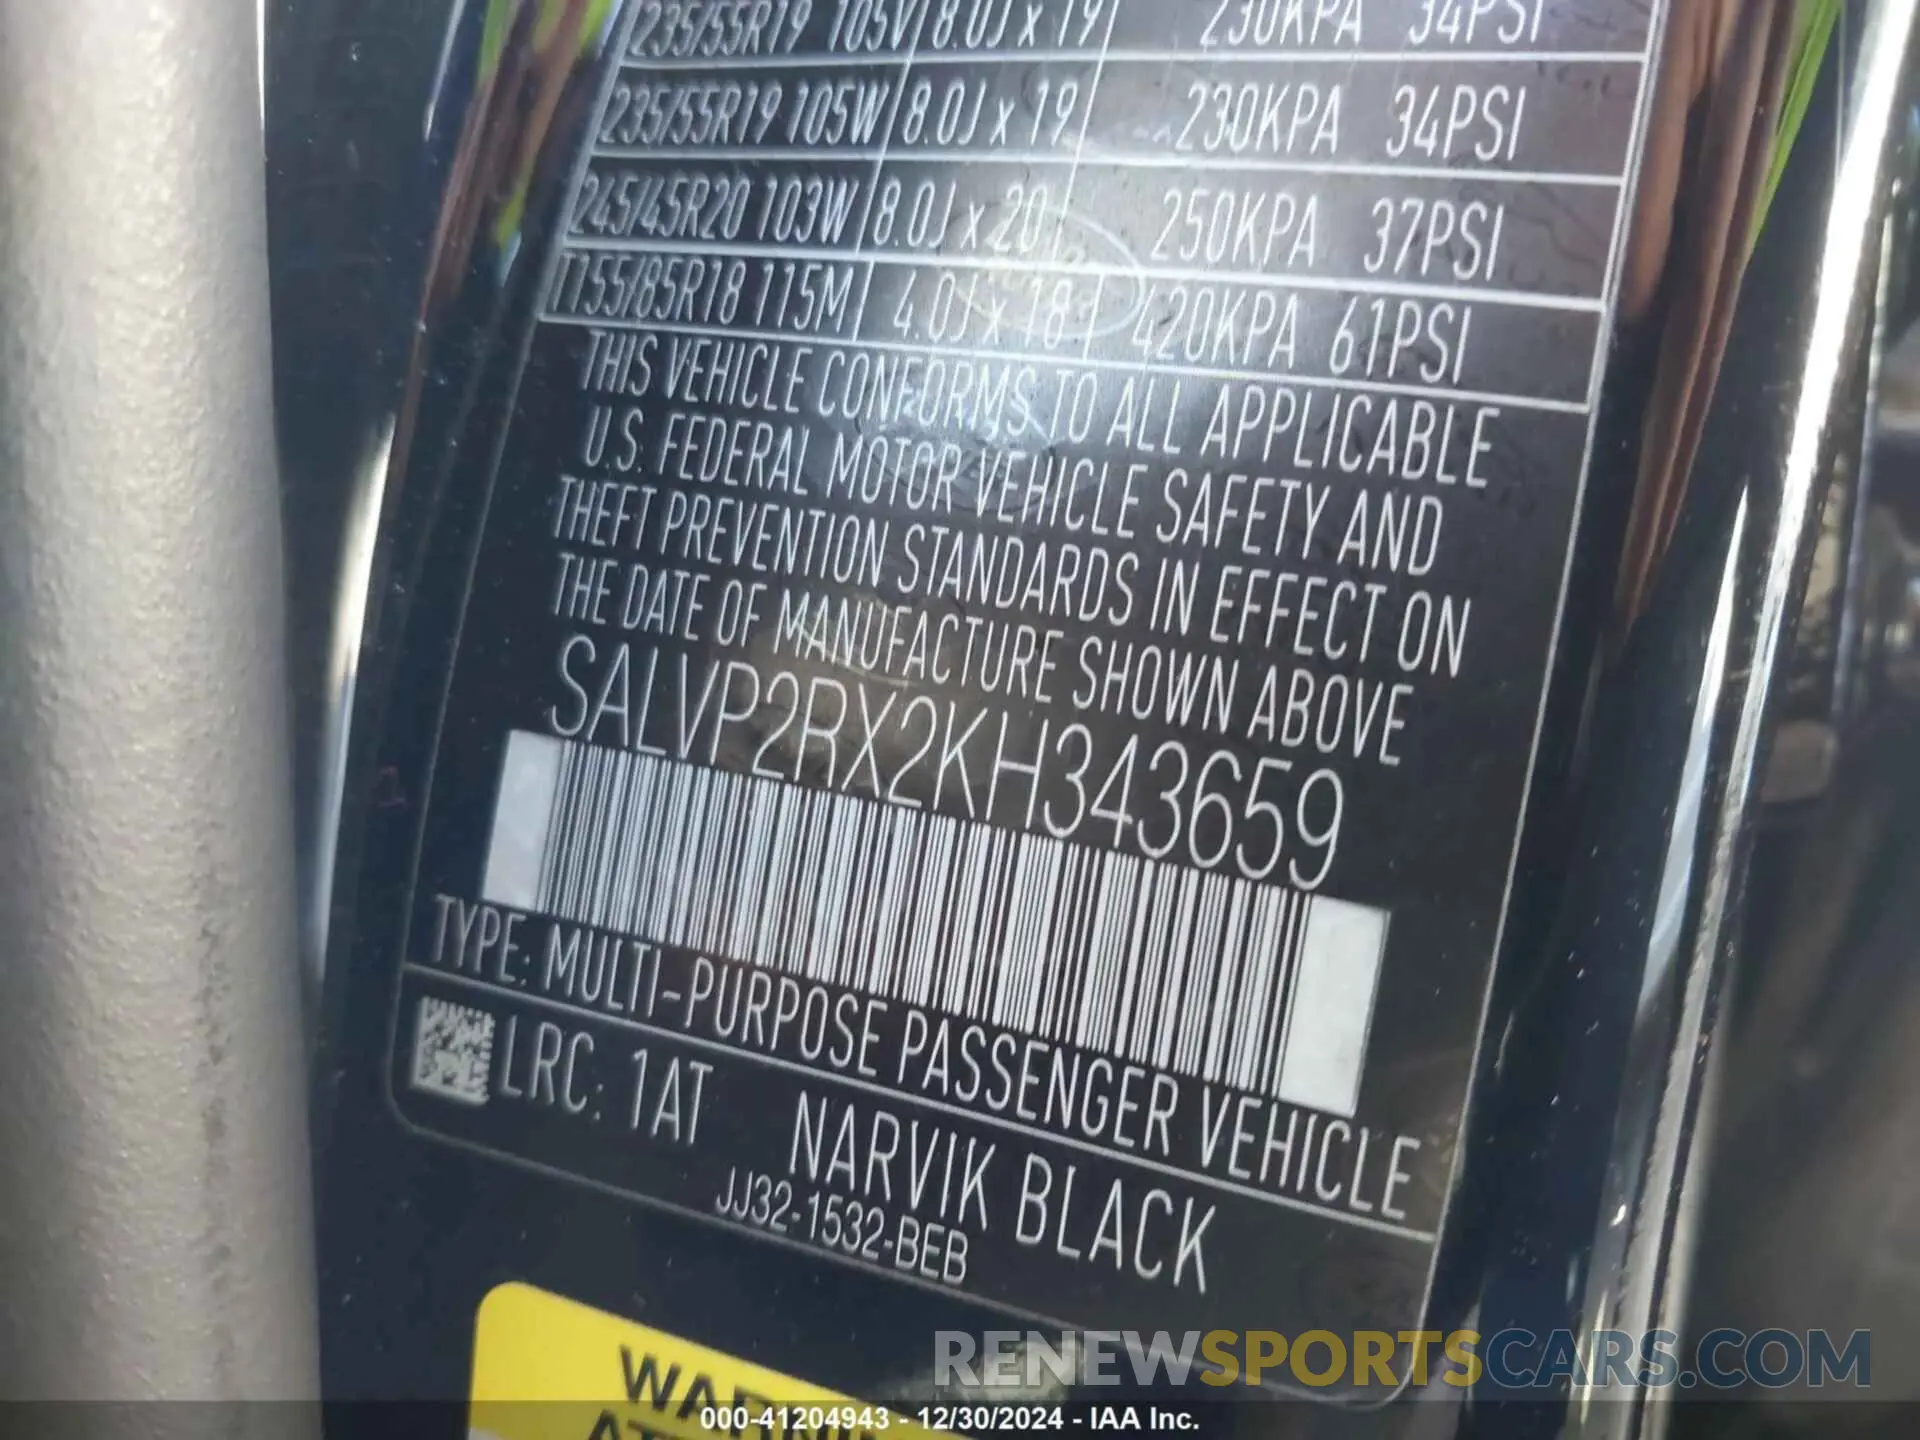 235/55R19 105V 8.0J x 19 230KPA 34PSI
235/55R19 105W 8.0J x 19 230KPA 34PSI
245/45R20 103W 8.0J x 20 250KPA 37PSI
T155/85R18 115M 4.0J x 18 420KPA 61PSI
THIS VEHICLE CONFORMS TO ALL APPLICABLE
U.S. FEDERAL MOTOR VEHICLE SAFETY AND
THEFT PREVENTION STANDARDS IN EFFECT ON
THE DATE OF MANUFACTURE SHOWN ABOVE
SALVP2RX2KH343659
TYPE: MULTI-PURPOSE PASSENGER VEHICLE
LRC: 1AT NARVIK BLACK
JJ32-1532-BEB
RENEWSPORTSCARS.COM
000-41204943 - 12/30/2024 - IAA Inc.